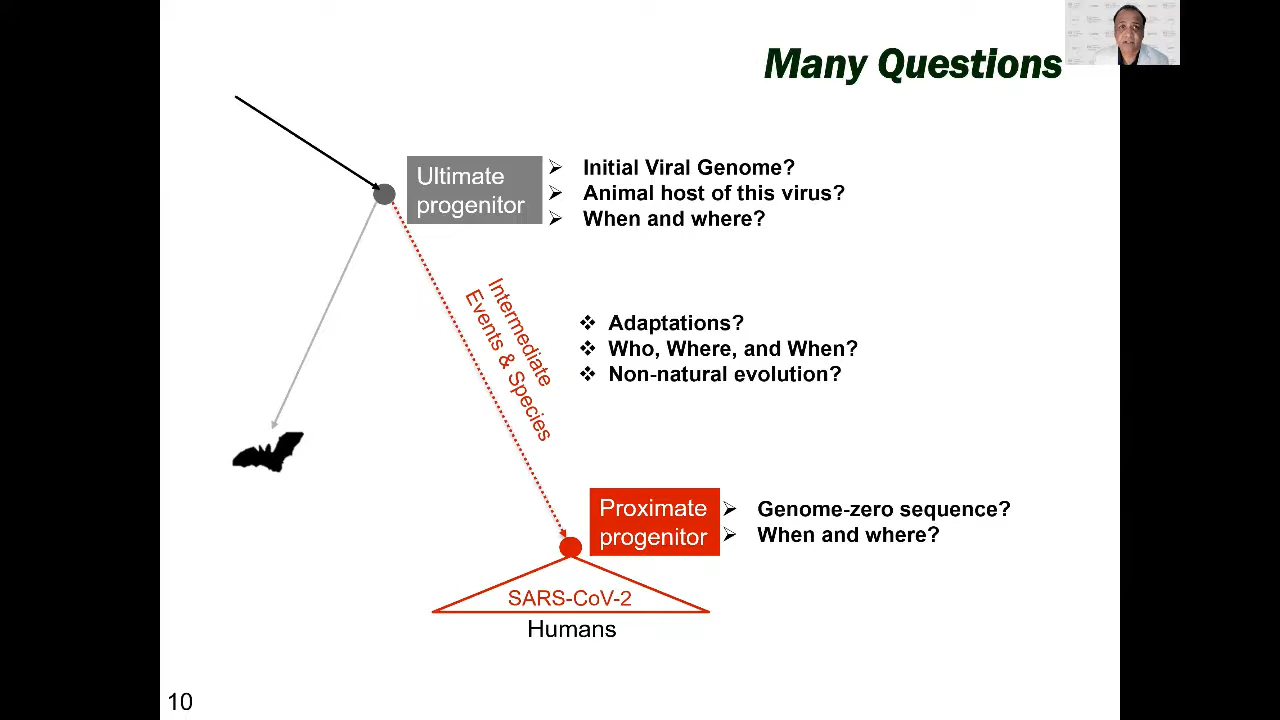 Many Questions
Ultimate
progenitor
➢ Initial Viral Genome?
➢ Animal host of this virus?
➢ When and where?
Intermediate
Events & Species
❖ Adaptations?
❖ Who, Where, and When?
❖ Non-natural evolution?
Proximate
progenitor
➢ Genome-zero sequence?
➢ When and where?
SARS-CoV-2
Humans
10